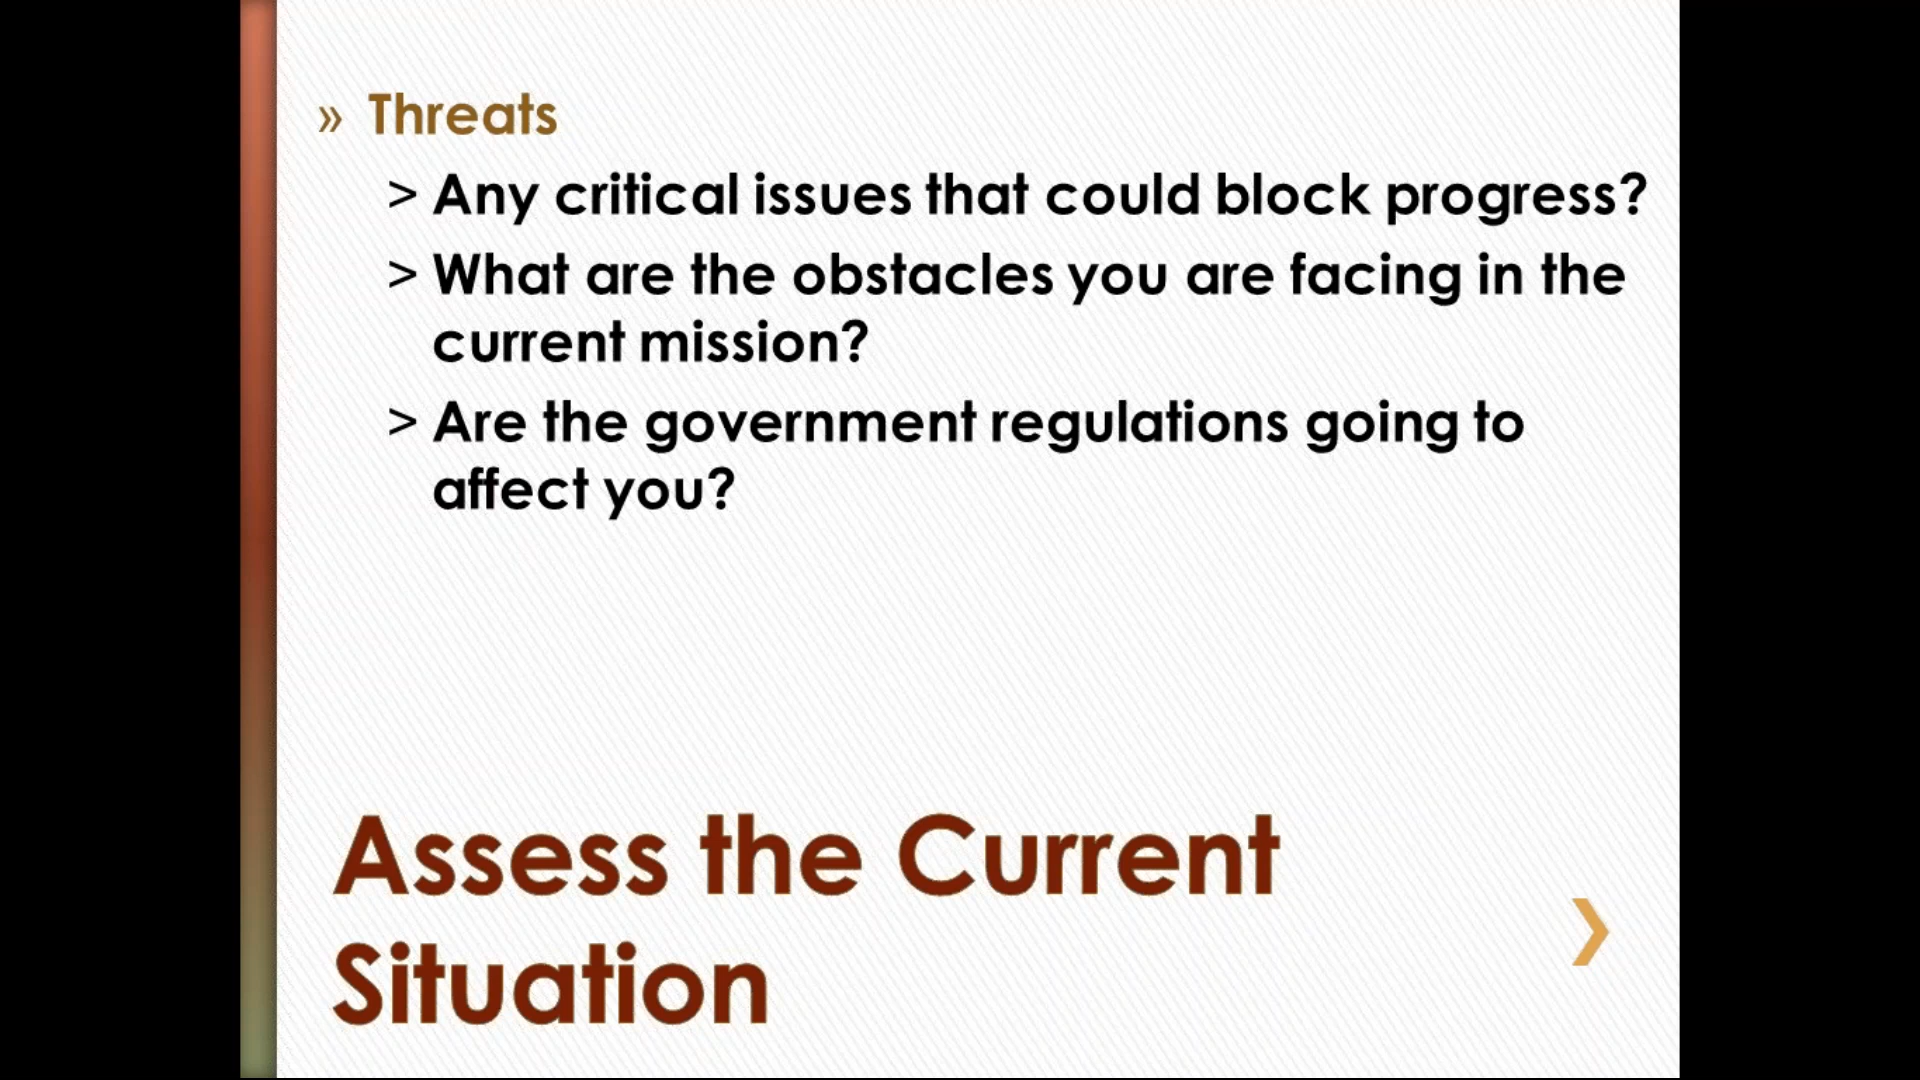 » Threats
> Any critical issues that could block progress?
> What are the obstacles you are facing in the
current mission?
> Are the government regulations going to
affect you?
Assess the Current
Situation